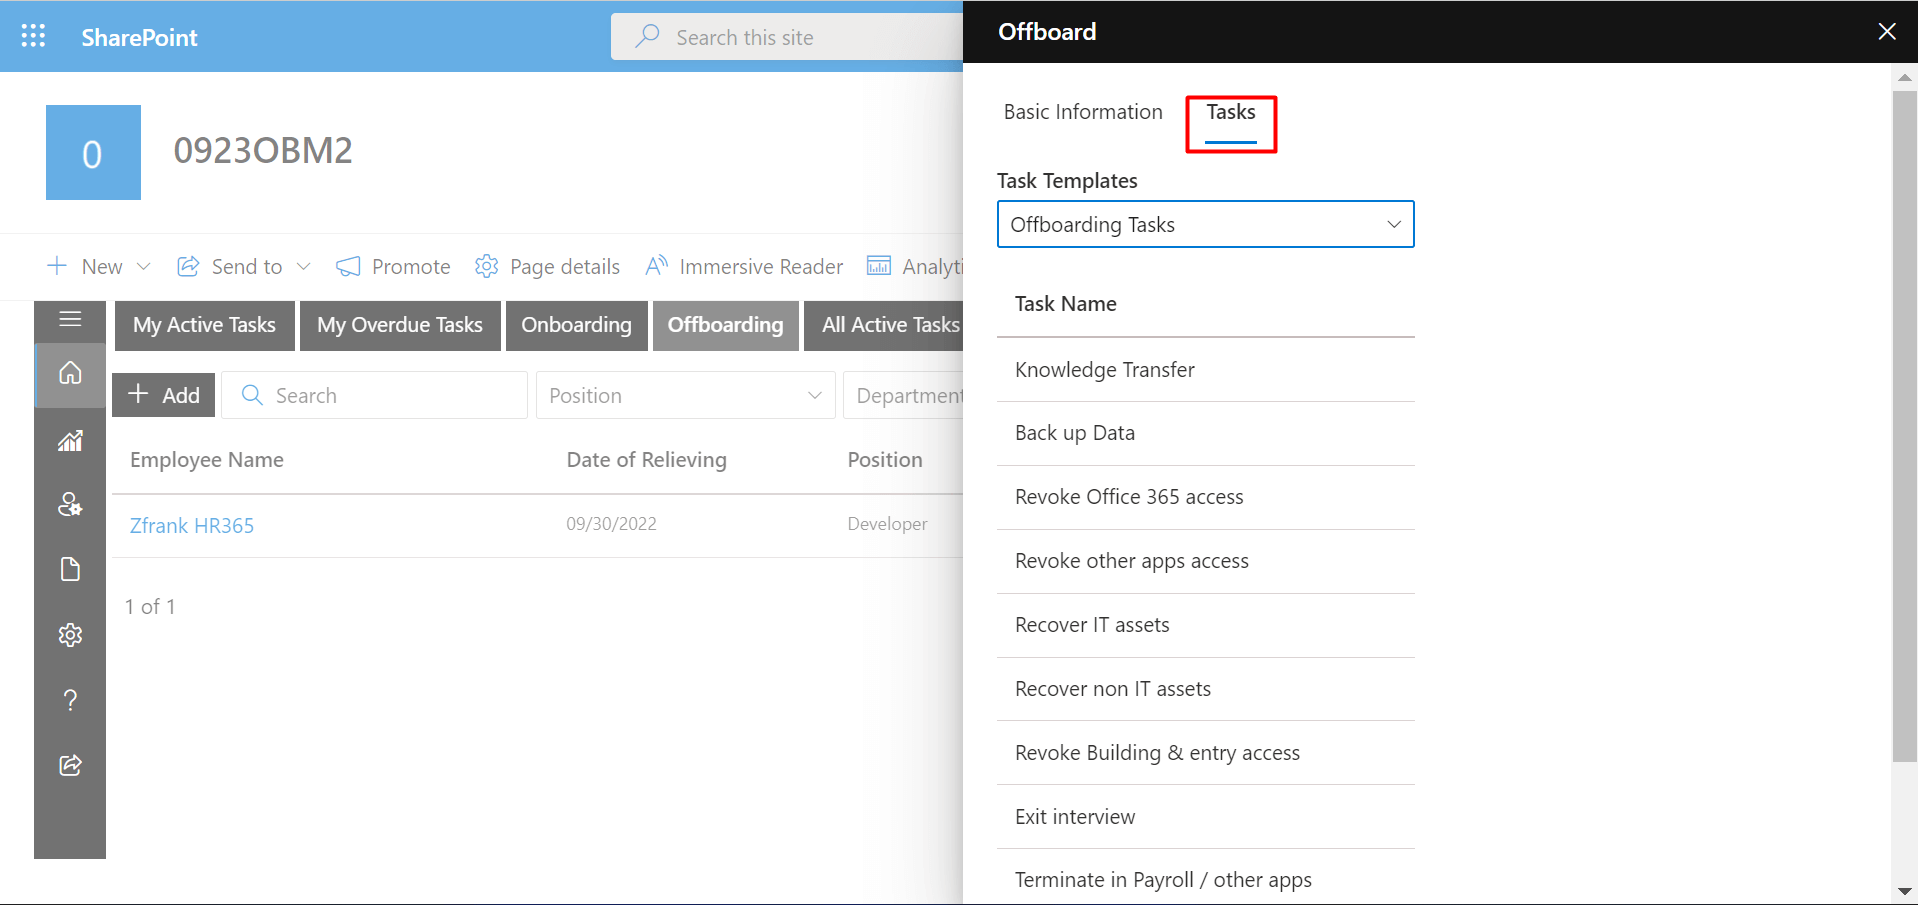 SharePoint
Search this site
Offboard
0
0923OBM2
Basic Information
Tasks
Task Templates
Offboarding Tasks
New
Send to
Promote
Page details
Immersive Reader
Analyti
My Active Tasks
My Overdue Tasks
Onboarding
Offboarding
All Active Tasks
Add
Search
Position
Department
Employee Name
Date of Relieving
Position
Zfrank HR365
09/30/2022
Developer
1 of 1
Task Name
Knowledge Transfer
Back up Data
Revoke Office 365 access
Revoke other apps access
Recover IT assets
Recover non IT assets
Revoke Building & entry access
Exit interview
Terminate in Payroll / other apps